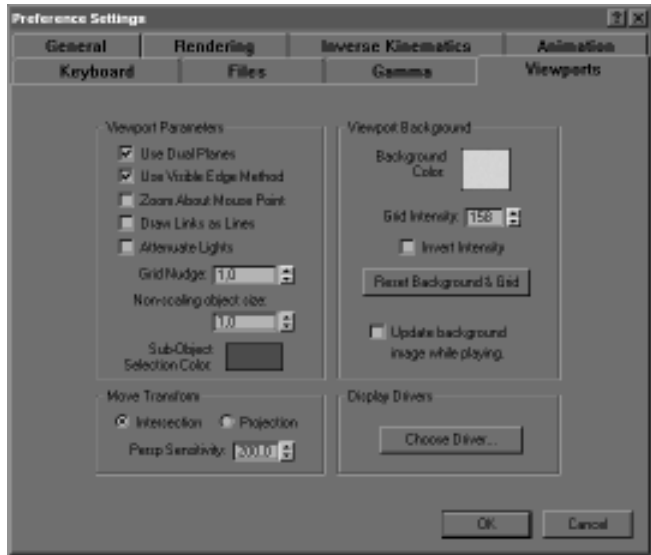 Preference Settings
General
Rendering
Inverse Kinematics
Animation
Keyboard
Files
Gamma
Viewports
Viewport Parameters
Use Dual Planes
Use Visible Edge Method
Zoom About Mouse Point
Draw Links as Lines
Attenuate Lights
Grid Nudge: 1.0
Non-scaling object size:
1.0
Sub-Object
Selection Color:
Viewport Background
Background
Color:
Grid Intensity: 158
Invert Intensity
Reset Background & Grid
Update background
image while playing.
Move Transform
Intersection
Projection
Persp Sensitivity: 200.0
Display Drivers
Choose Driver...
OK
Cancel